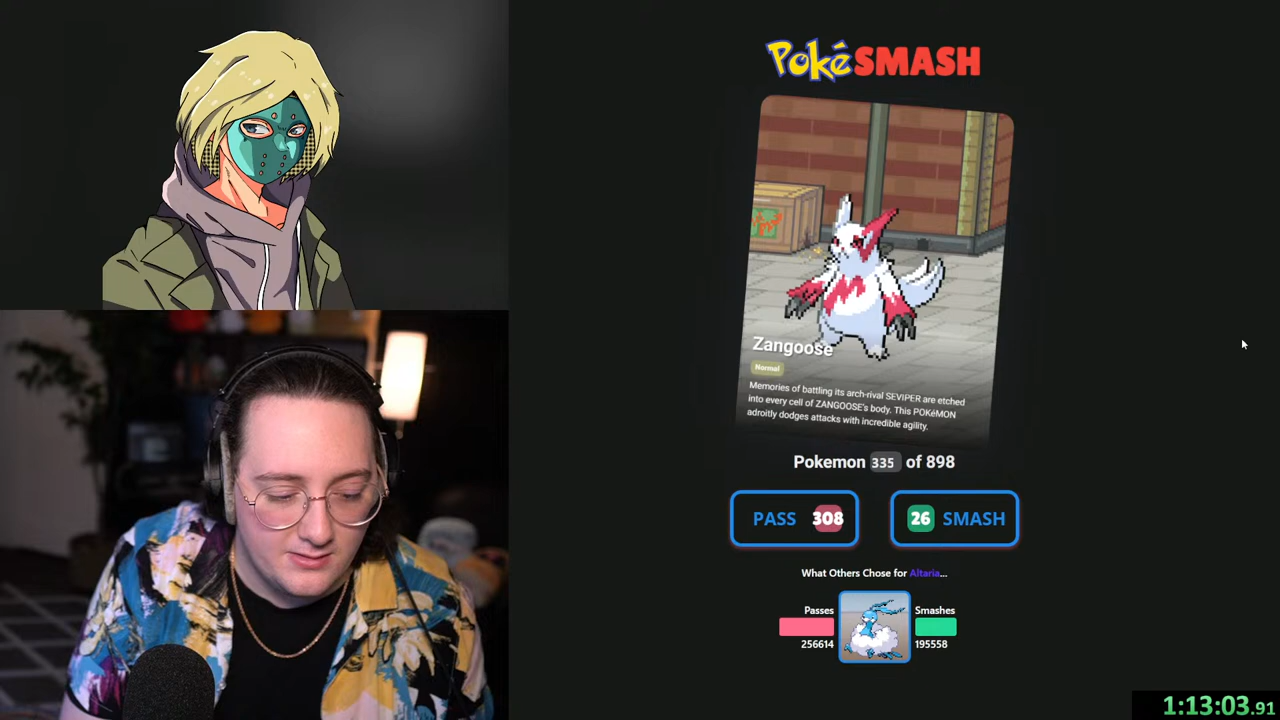 PokéSMASH
Zangoose
Normal
Memories of battling its arch-rival SEVIPER are etched
into every cell of ZANGOOSE's body. This POKéMON
adroitly dodges attacks with incredible agility.
Pokemon 335 of 898
PASS 308
26 SMASH
What Others Chose for Altaria...
Passes
256614
Smashes
195558
1:13:03.91